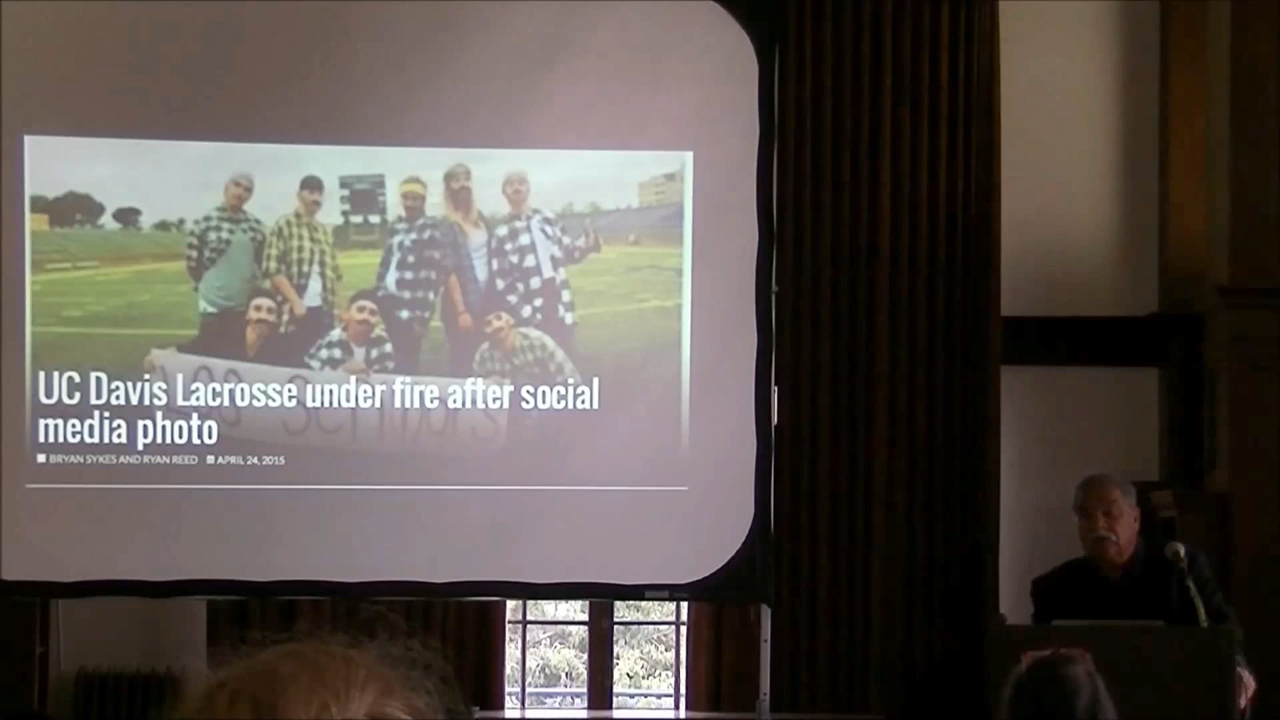 UC Davis Lacrosse under fire after social
media photo
BRYAN SYKES AND RYAN REED APRIL 24, 2015